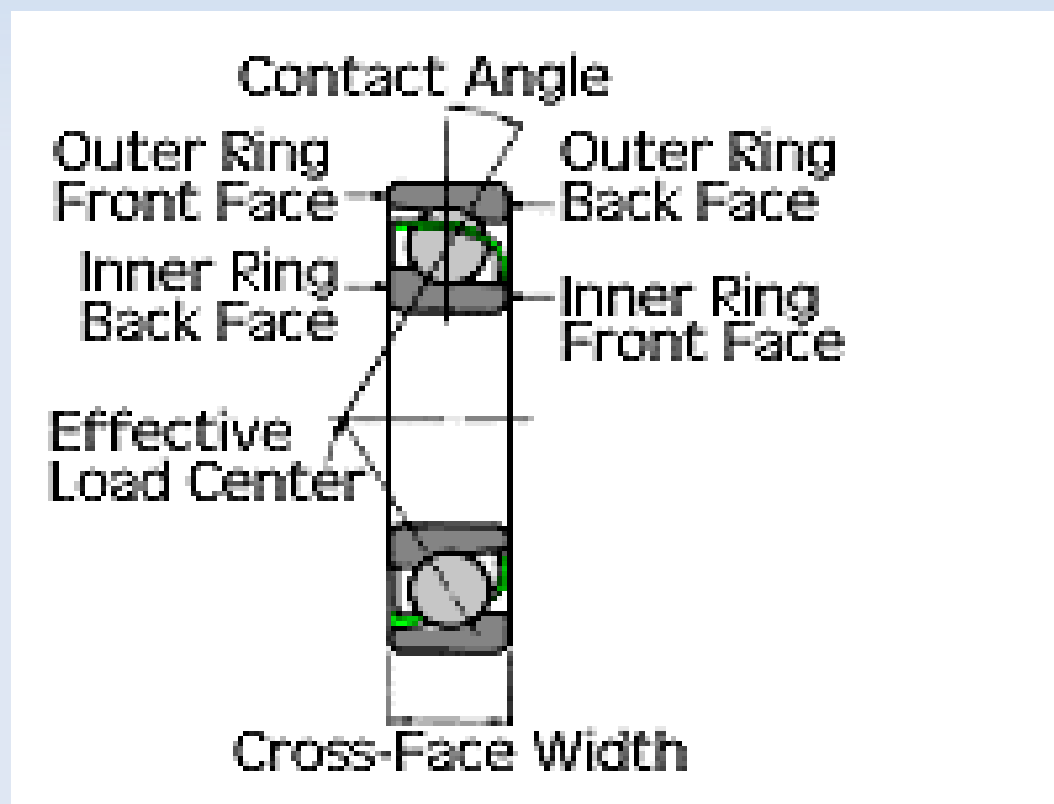 Contact Angle
Outer Ring
Front Face
Outer Ring
Back Face
Inner Ring
Back Face
Inner Ring
Front Face
Effective
Load Center
Cross-Face Width